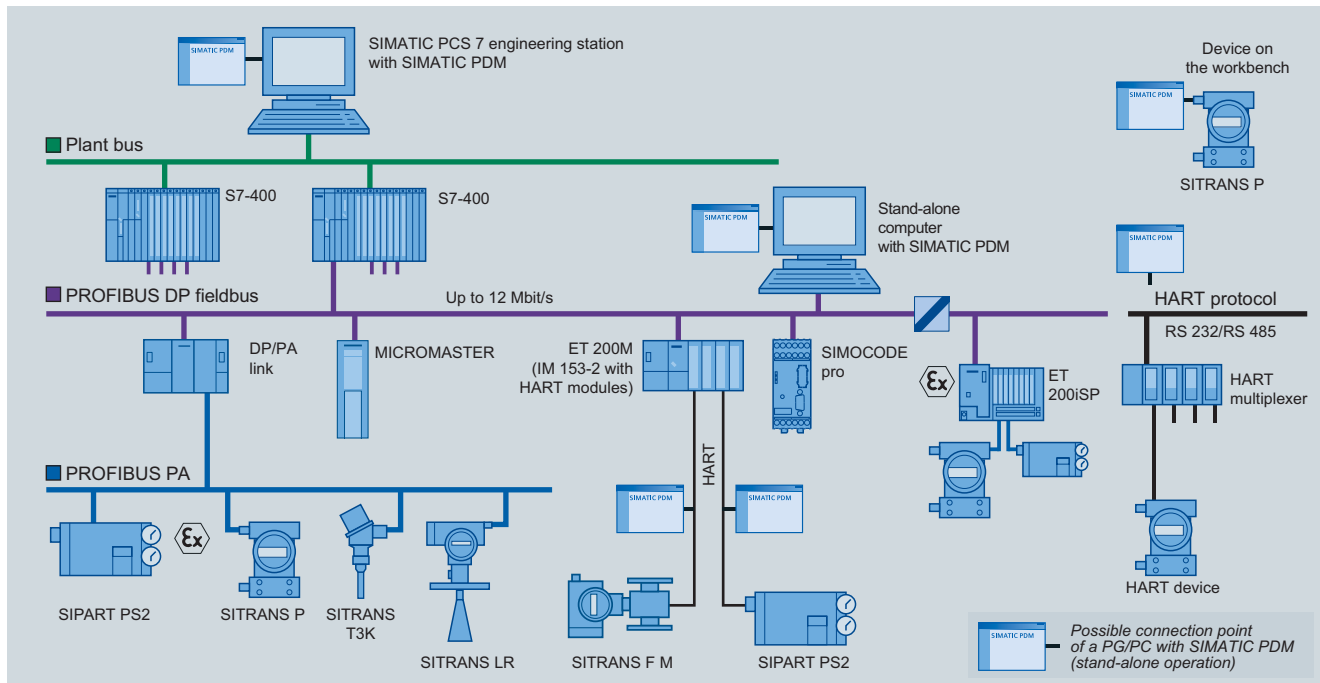 SIMATIC PDM
SIMATIC PCS 7 engineering station
with SIMATIC PDM
Device on
the workbench
SIMATIC PDM
SITRANS P
Plant bus
S7-400
S7-400
SIMATIC PDM
Stand-alone
computer
with SIMATIC PDM
SIMATIC PDM
PROFIBUS DP fieldbus
Up to 12 Mbit/s
HART protocol
RS 232/RS 485
DP/PA
link
MICROMASTER
ET 200M
(IM 153-2 with
HART modules)
SIMOCODE
pro
Ex
ET
200iSP
HART
multiplexer
HART
PROFIBUS PA
SIMATIC PDM
SIMATIC PDM
Ex
SIPART PS2
SITRANS P
SITRANS
T3K
SITRANS LR
SITRANS F M
SIPART PS2
HART device
SIMATIC PDM
Possible connection point
of a PG/PC with SIMATIC PDM
(stand-alone operation)